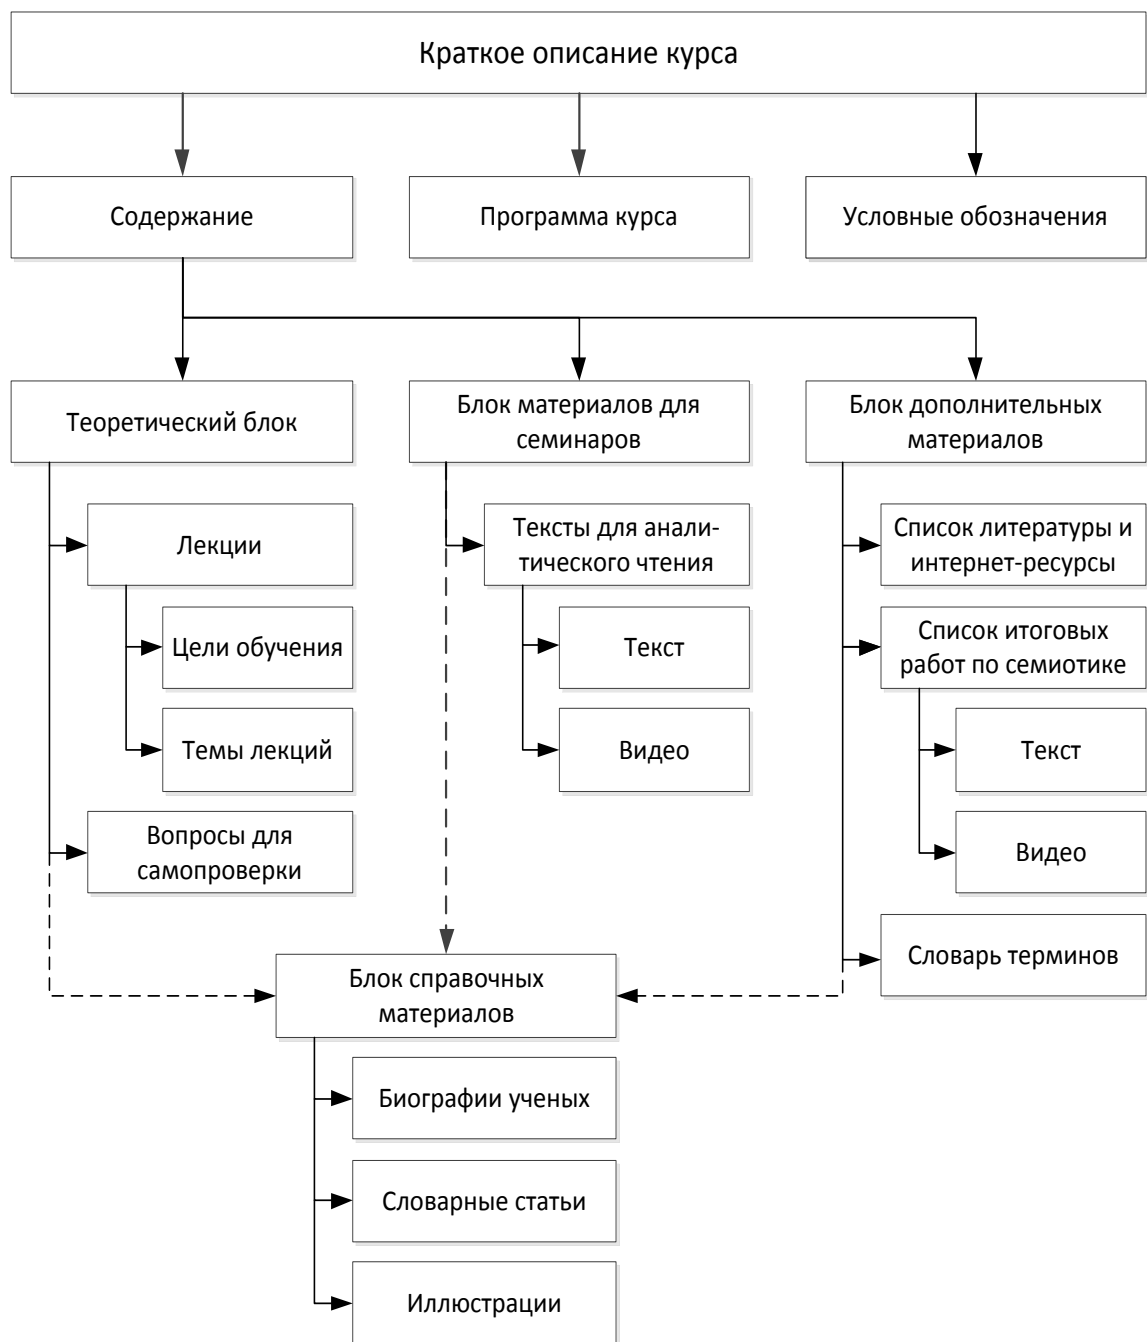 Краткое описание курса
Содержание
Программа курса
Условные обозначения
Теоретический блок
Блок материалов для
семинаров
Блок дополнительных
материалов
Лекции
Цели обучения
Темы лекций
Вопросы для
самопроверки
Тексты для анали-
тического чтения
Текст
Видео
Список литературы и
интернет-ресурсы
Список итоговых
работ по семиотике
Текст
Видео
Словарь терминов
Блок справочных
материалов
Биографии ученых
Словарные статьи
Иллюстрации